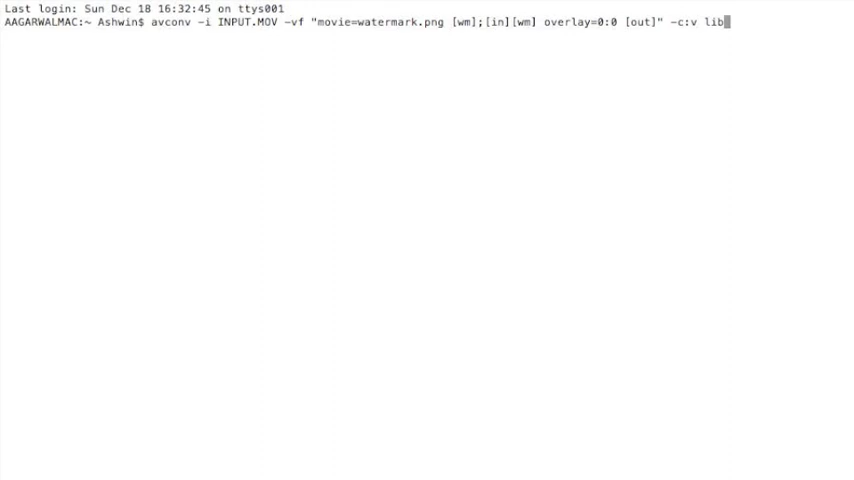 Last login: Sun Dec 18 16:32:45 on ttys001
AAGARWALMAC:~ Ashwin$ avconv -i INPUT.MOV -vf "movie=watermark.png [wm];[in][wm] overlay=0:0 [out]" -c:v lib